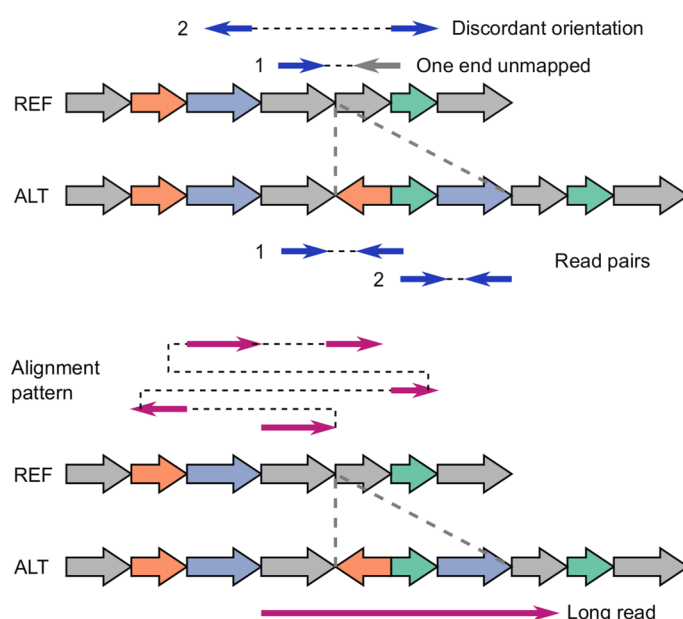 2 Discordant orientation
1 One end unmapped
REF
ALT
1
Read pairs
2
Alignment
pattern
REF
ALT
Long read